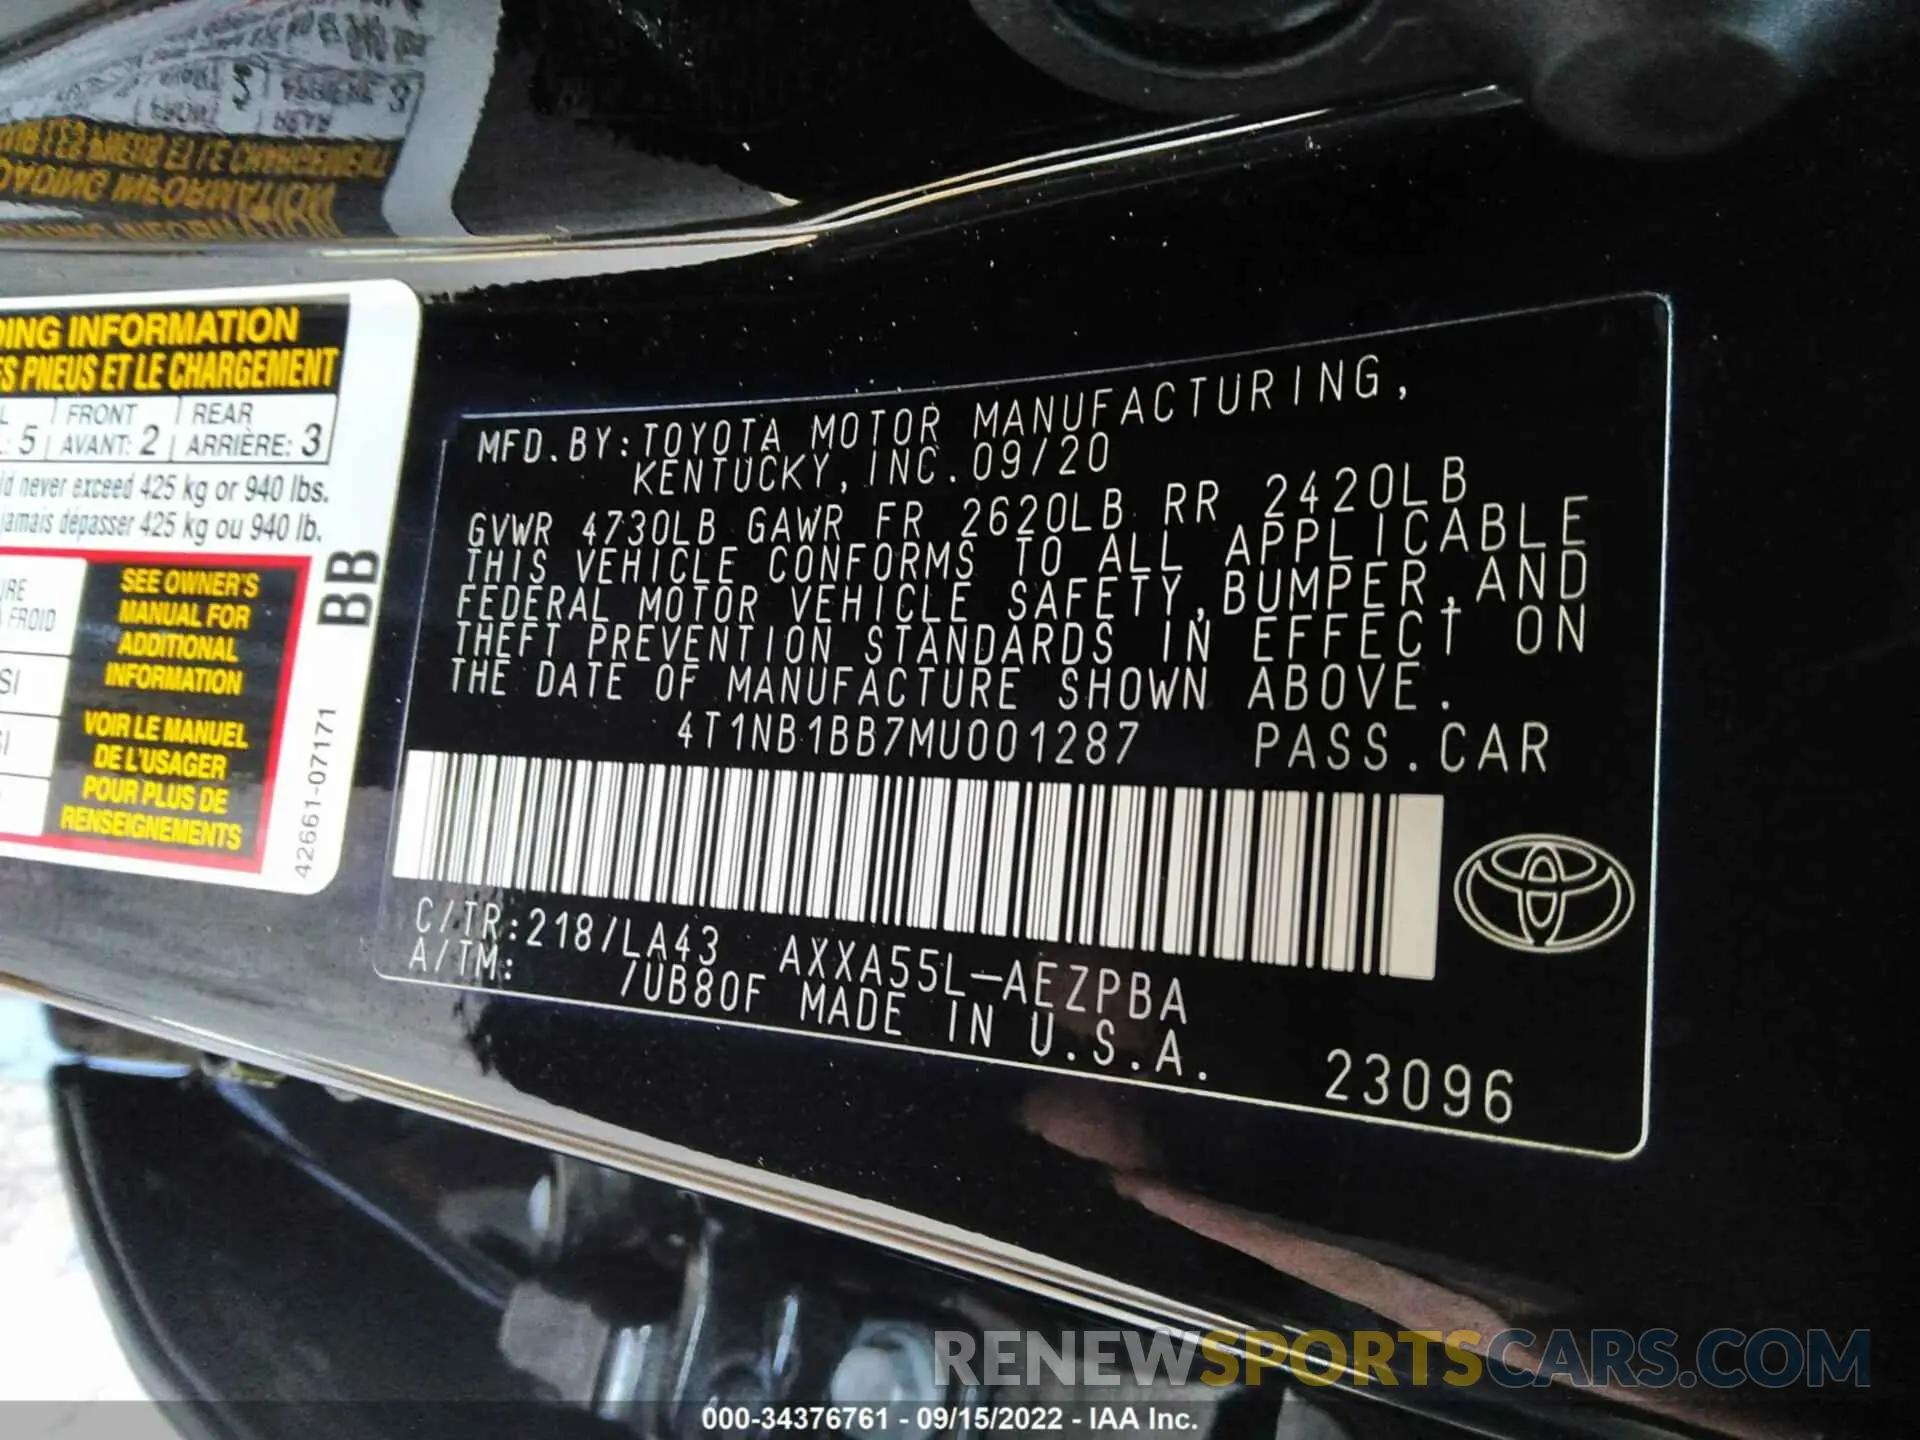 DING INFORMATION
ES PNEUS ET LE CHARGEMENT
FRONT REAR
5 AVANT: 2 ARRIÈRE: 3
never exceed 425 kg or 940 lbs.
jamais dépasser 425 kg ou 940 lb.
BB
FROID
SEE OWNER'S
MANUAL FOR
ADDITIONAL
INFORMATION
VOIR LE MANUEL
DE L'USAGER
POUR PLUS DE
RENSEIGNEMENTS
42661-07171
MFD.BY:TOYOTA MOTOR MANUFACTURING,
KENTUCKY,INC.09/20
GVWR 4730LB GAWR FR 2620LB RR 2420LB
THIS VEHICLE CONFORMS TO ALL APPLICABLE
FEDERAL MOTOR VEHICLE SAFETY,BUMPER,AND
THEFT PREVENTION STANDARDS IN EFFECT ON
THE DATE OF MANUFACTURE SHOWN ABOVE.
4T1NB1BB7MU001287 PASS.CAR
C/TR:218/LA43 AXXA55L-AEZPBA
A/TM: /UB80F MADE IN U.S.A.
23096
RENEWSPORTSCARS.COM
000-34376761 - 09/15/2022 - IAA Inc.